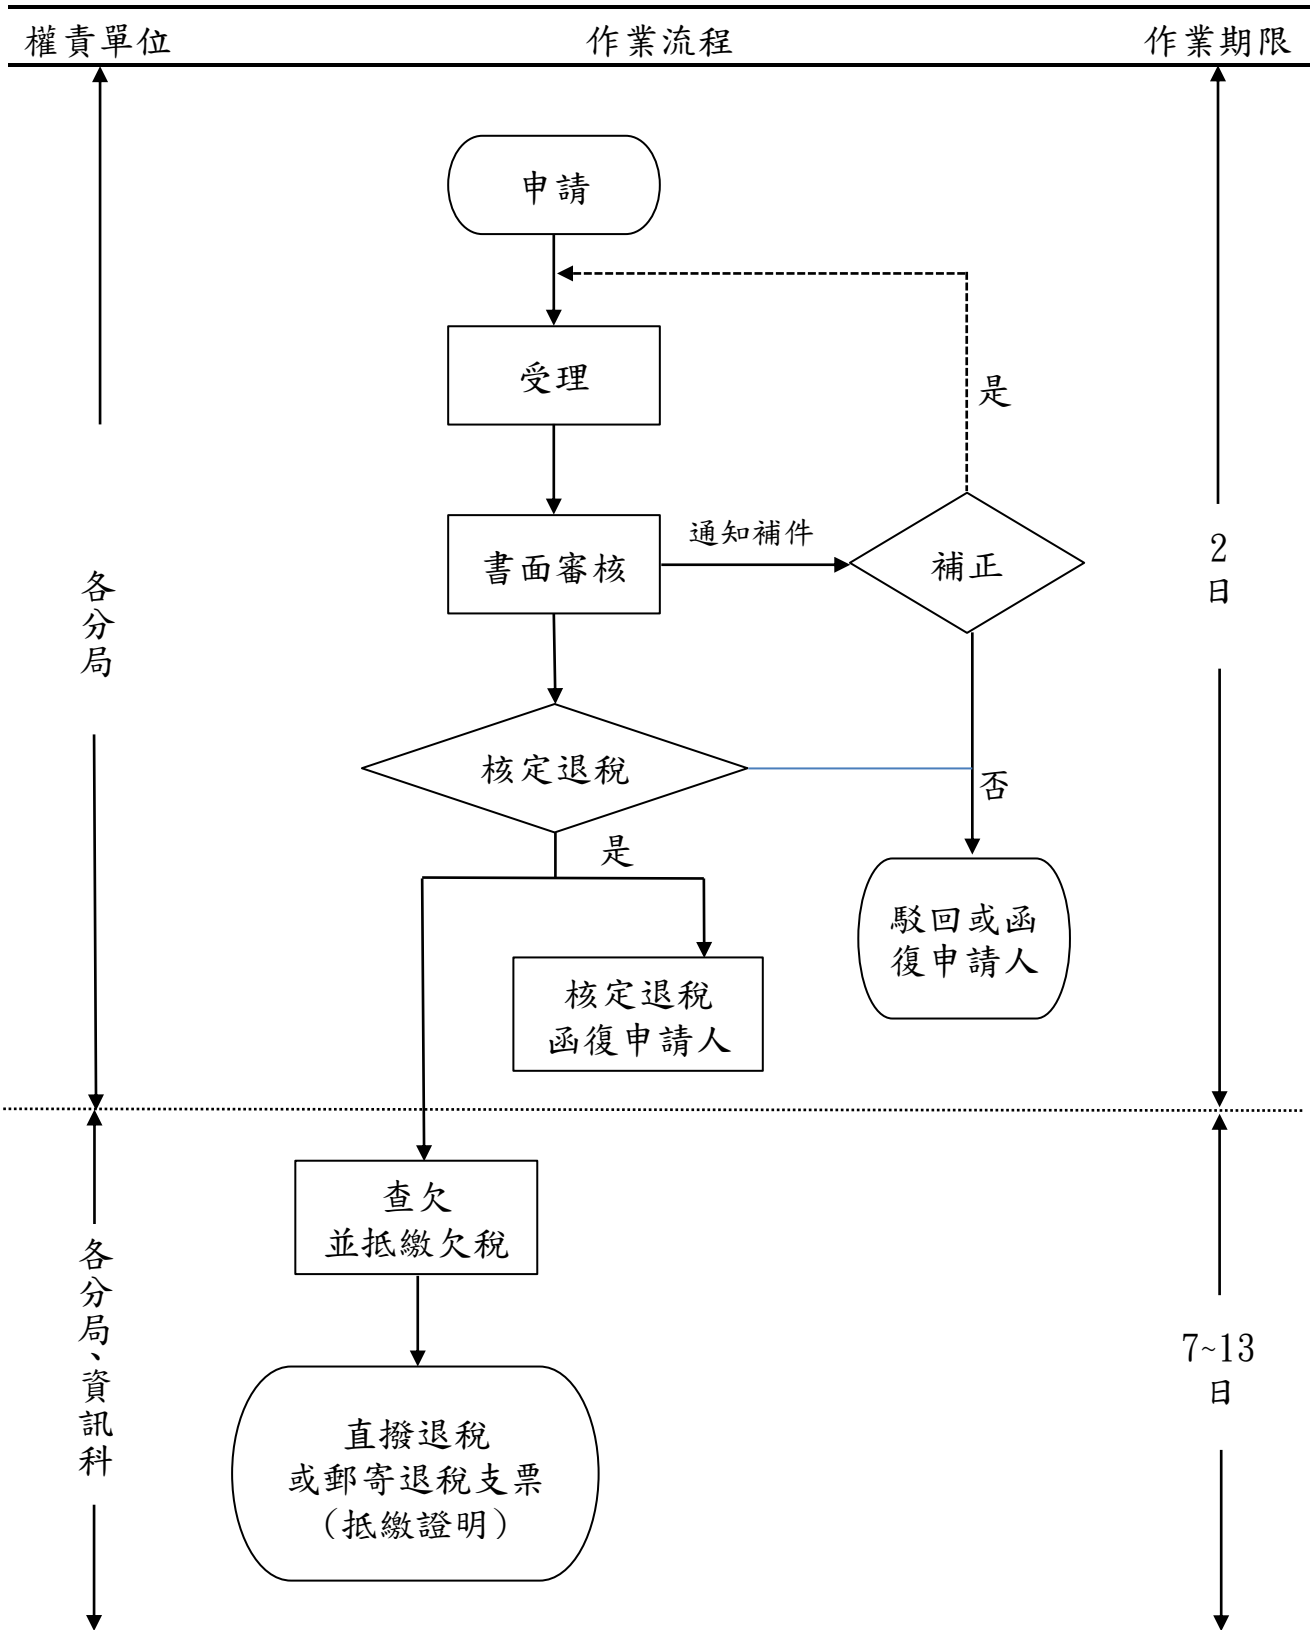 權責單位
作業流程
作業期限
申請
受理
是
書面審核
通知補件
補正
各分局
2
日
核定退稅
否
是
駁回或函
復申請人
核定退稅
函復申請人
查欠
並抵繳欠稅
各分局、資訊科
7~13
日
直撥退稅
或郵寄退稅支票
(抵繳證明)